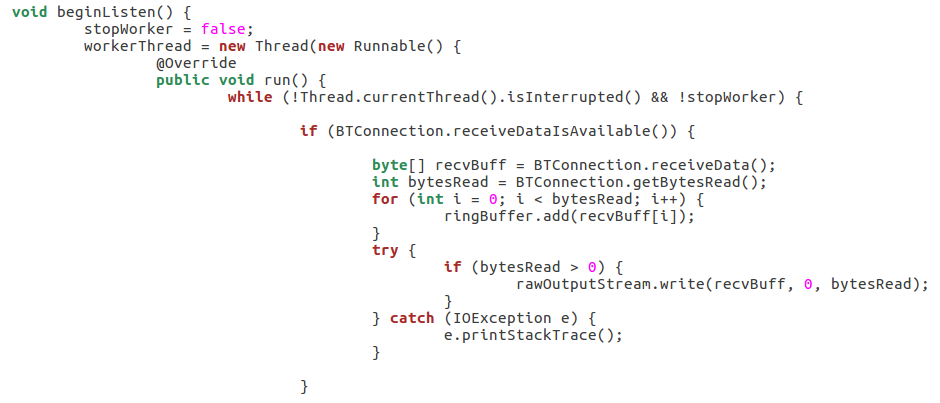 void beginListen() {
        stopWorker = false;
        workerThread = new Thread(new Runnable() {
                @Override
                public void run() {
                        while (!Thread.currentThread().isInterrupted() && !stopWorker) {

                                if (BTConnection.receiveDataIsAvailable()) {

                                        byte[] recvBuff = BTConnection.receiveData();
                                        int bytesRead = BTConnection.getBytesRead();
                                        for (int i = 0; i < bytesRead; i++) {
                                                ringBuffer.add(recvBuff[i]);
                                        }
                                        try {
                                                if (bytesRead > 0) {
                                                        rawOutputStream.write(recvBuff, 0, bytesRead);
                                                }
                                        } catch (IOException e) {
                                                e.printStackTrace();
                                        }

                                }